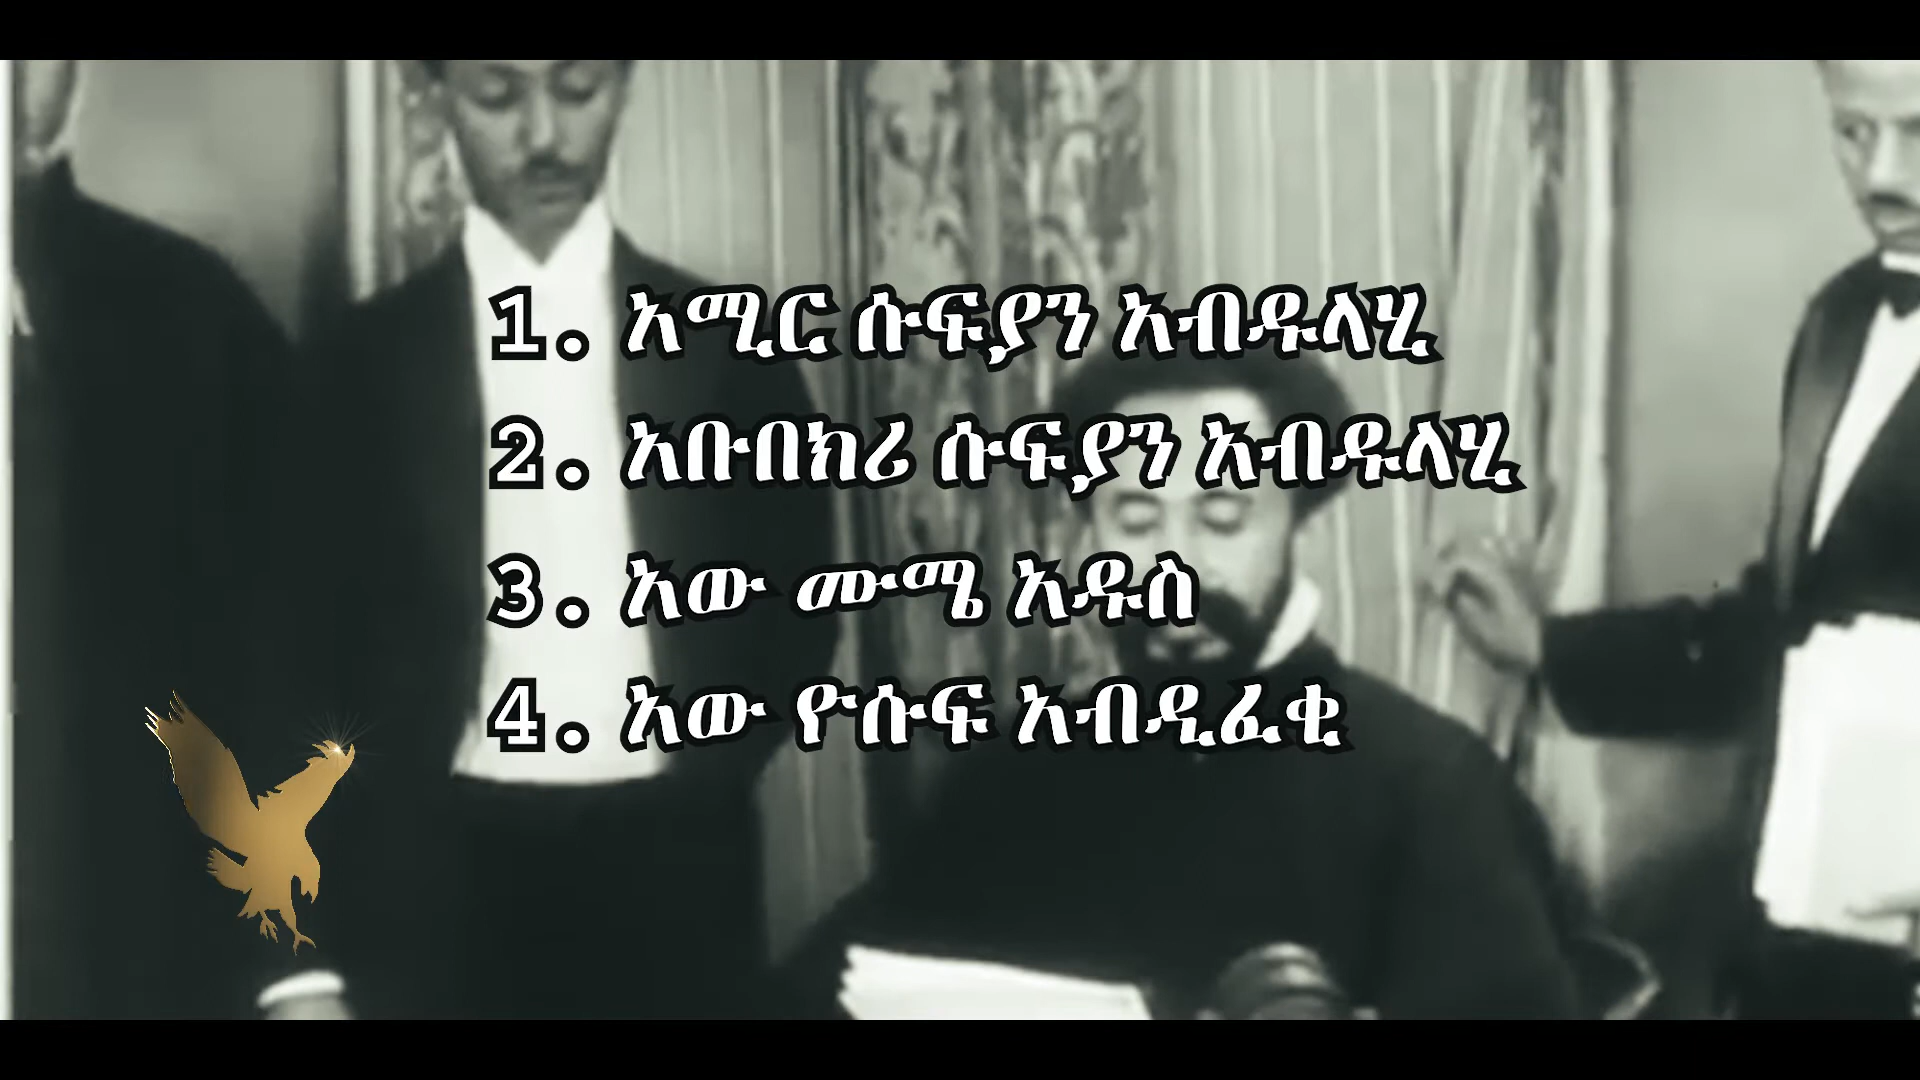 1. አሚር ሱፍያን አብዱላሂ
2. አቡበክሪ ሱፍያን አብዱላሂ
3. አው ሙሜ አዱስ
4. አው ዮሱፍ አብዲፈቂ